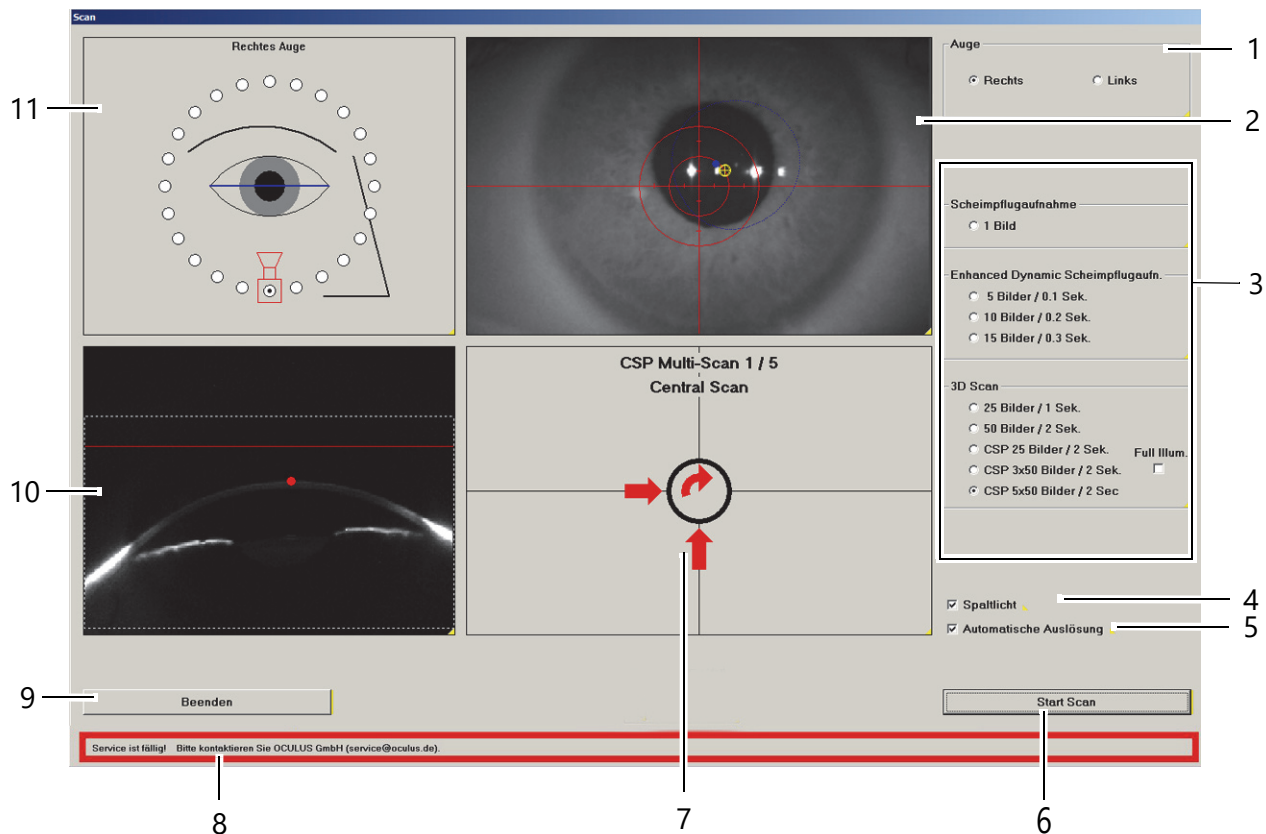 Scan
Rechtes Auge
Auge
Rechts
Links
1
2
11
Scheimpflugaufnahme
1 Bild
Enhanced Dynamic Scheimpflugaufn.
5 Bilder / 0.1 Sek.
10 Bilder / 0.2 Sek.
15 Bilder / 0.3 Sek.
3
3D Scan
25 Bilder / 1 Sek.
50 Bilder / 2 Sek.
CSP 25 Bilder / 2 Sek.
Full Illum.
CSP 3x50 Bilder / 2 Sek.
CSP 5x50 Bilder / 2 Sec
CSP Multi-Scan 1 / 5
Central Scan
10
Spaltlicht
4
Automatische Auslösung
5
9
Beenden
Start Scan
Service ist fällig! Bitte kontaktieren Sie OCULUS GmbH (service@oculus.de).
8
7
6